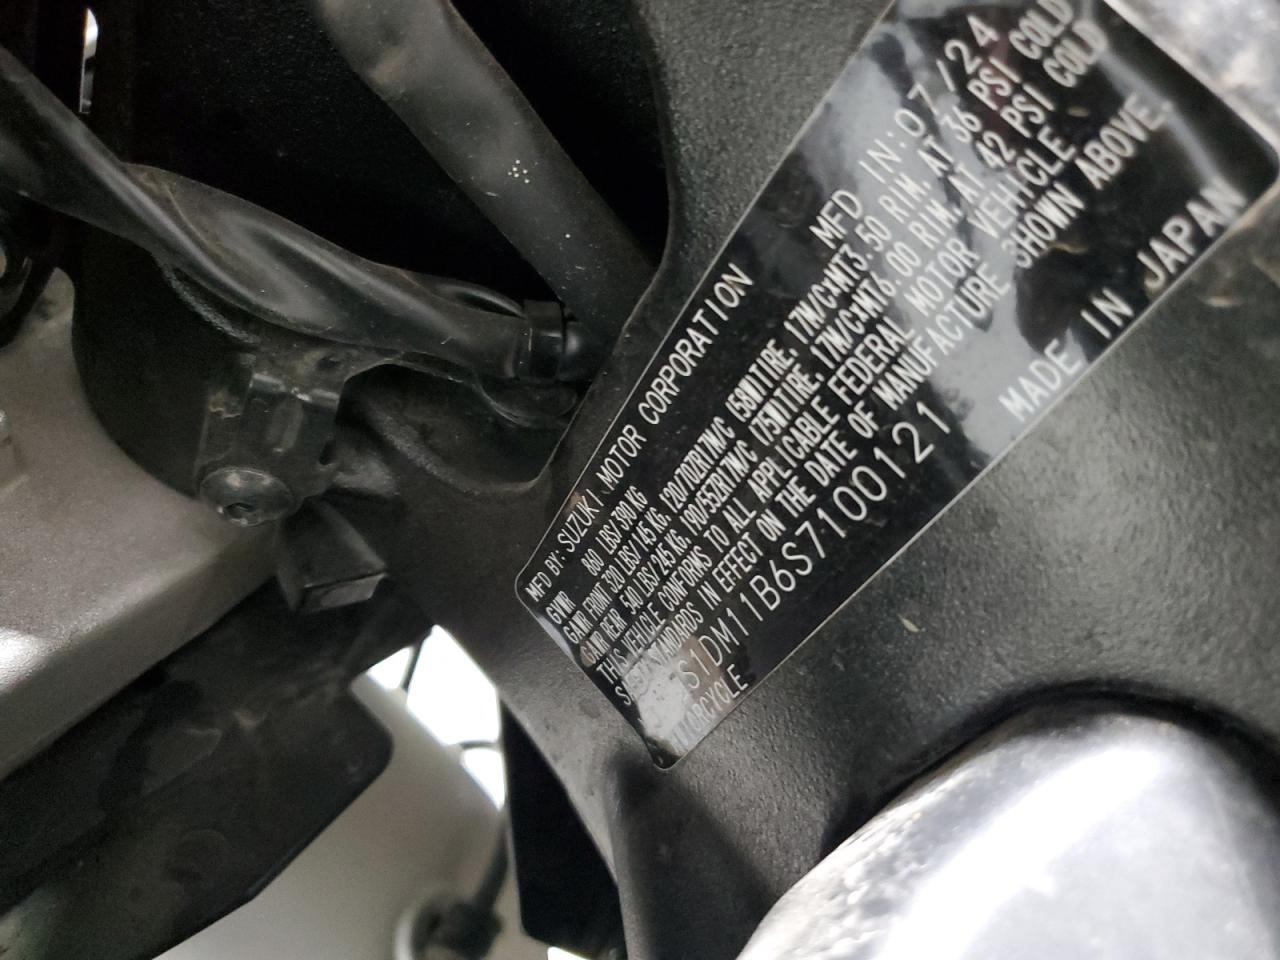 MFD BY: SUZUKI MOTOR CORPORATION MFD IN:07/24
GVWR 860 LBS/390 KG
GAWR FRONT 320 LBS/145 KG. 120/70ZR17M/C (58W)TIRE. 17M/C×MT3.50 RIM. AT 36 PSI COLD
GAWR REAR 540 LBS/245 KG. 190/55ZR17M/C (75W)TIRE. 17M/C×MT6.00 RIM. AT 42 PSI COLD
THIS VEHICLE CONFORMS TO ALL APPLICABLE FEDERAL MOTOR VEHICLE
STANDARDS IN EFFECT ON THE DATE OF MANUFACTURE SHOWN ABOVE.
S1DM11B6S7100121
MOTORCYCLE MADE IN JAPAN